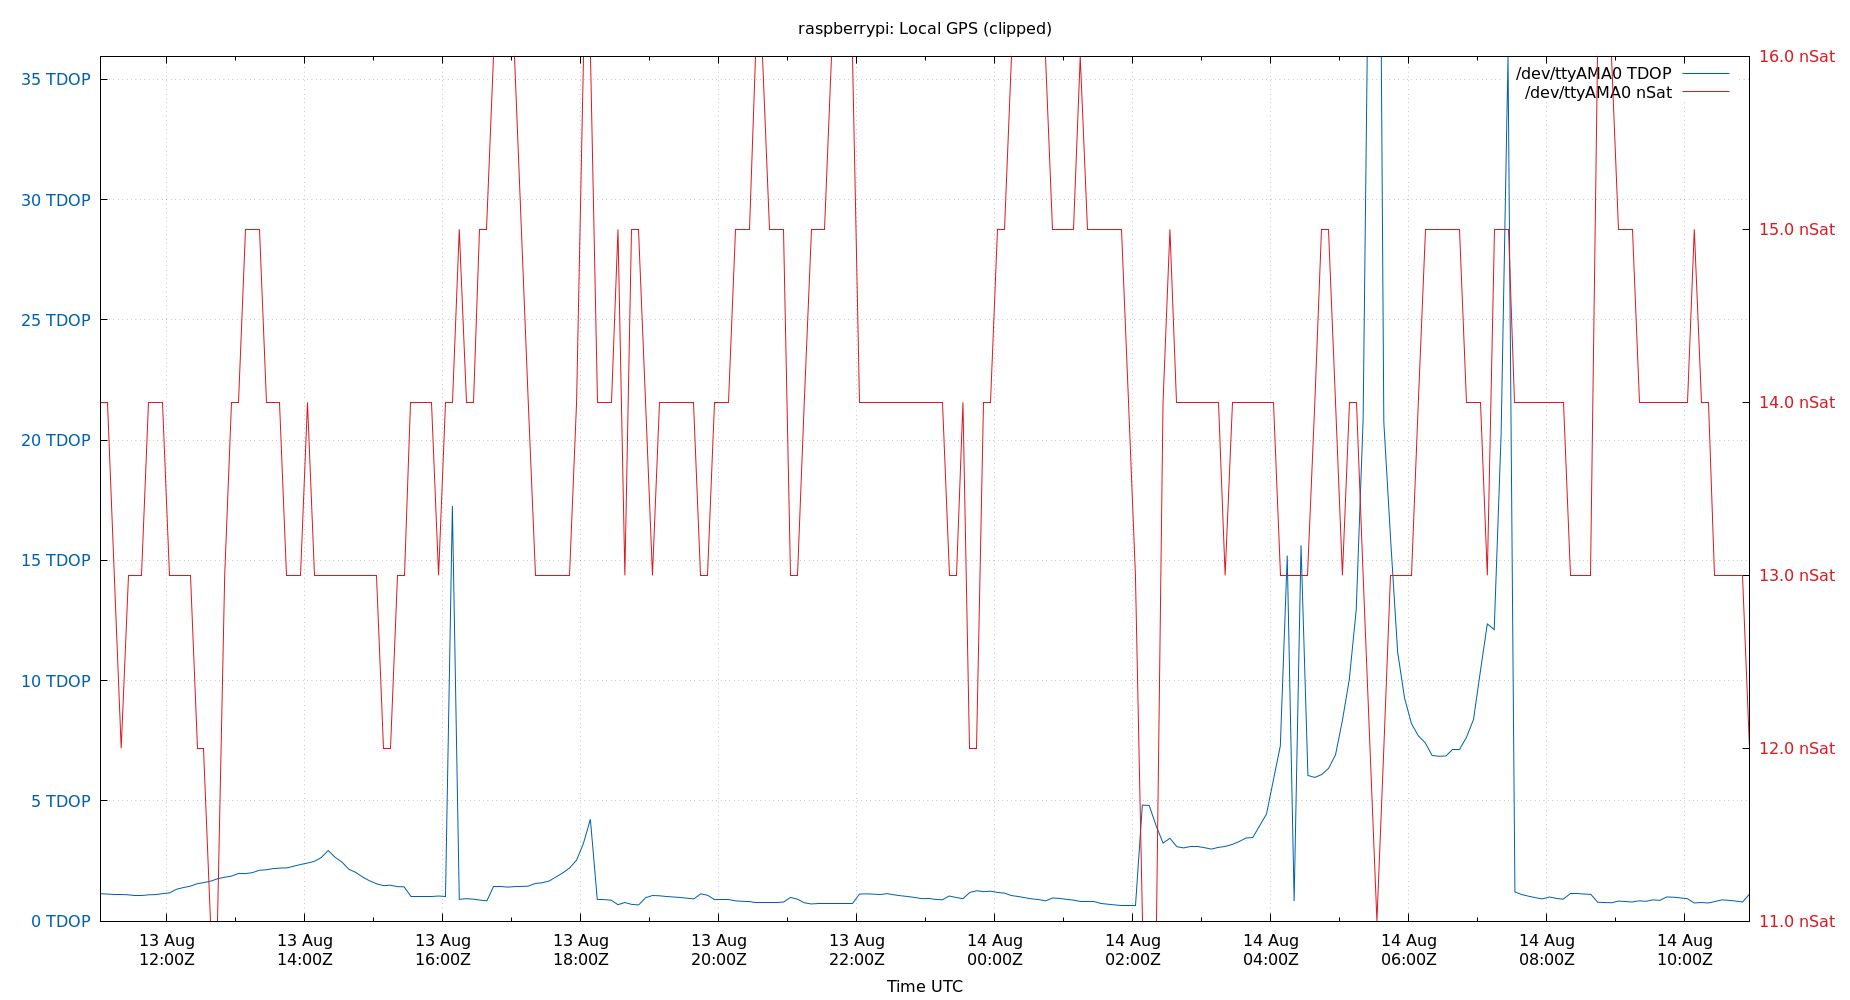 raspberrypi: Local GPS (clipped)
/dev/ttyAMA0 TDOP
/dev/ttyAMA0 nSat
35 TDOP
30 TDOP
25 TDOP
20 TDOP
15 TDOP
10 TDOP
5 TDOP
0 TDOP
16.0 nSat
15.0 nSat
14.0 nSat
13.0 nSat
12.0 nSat
11.0 nSat
13 Aug
12:00Z
13 Aug
14:00Z
13 Aug
16:00Z
13 Aug
18:00Z
13 Aug
20:00Z
13 Aug
22:00Z
14 Aug
00:00Z
14 Aug
02:00Z
14 Aug
04:00Z
14 Aug
06:00Z
14 Aug
08:00Z
14 Aug
10:00Z
Time UTC